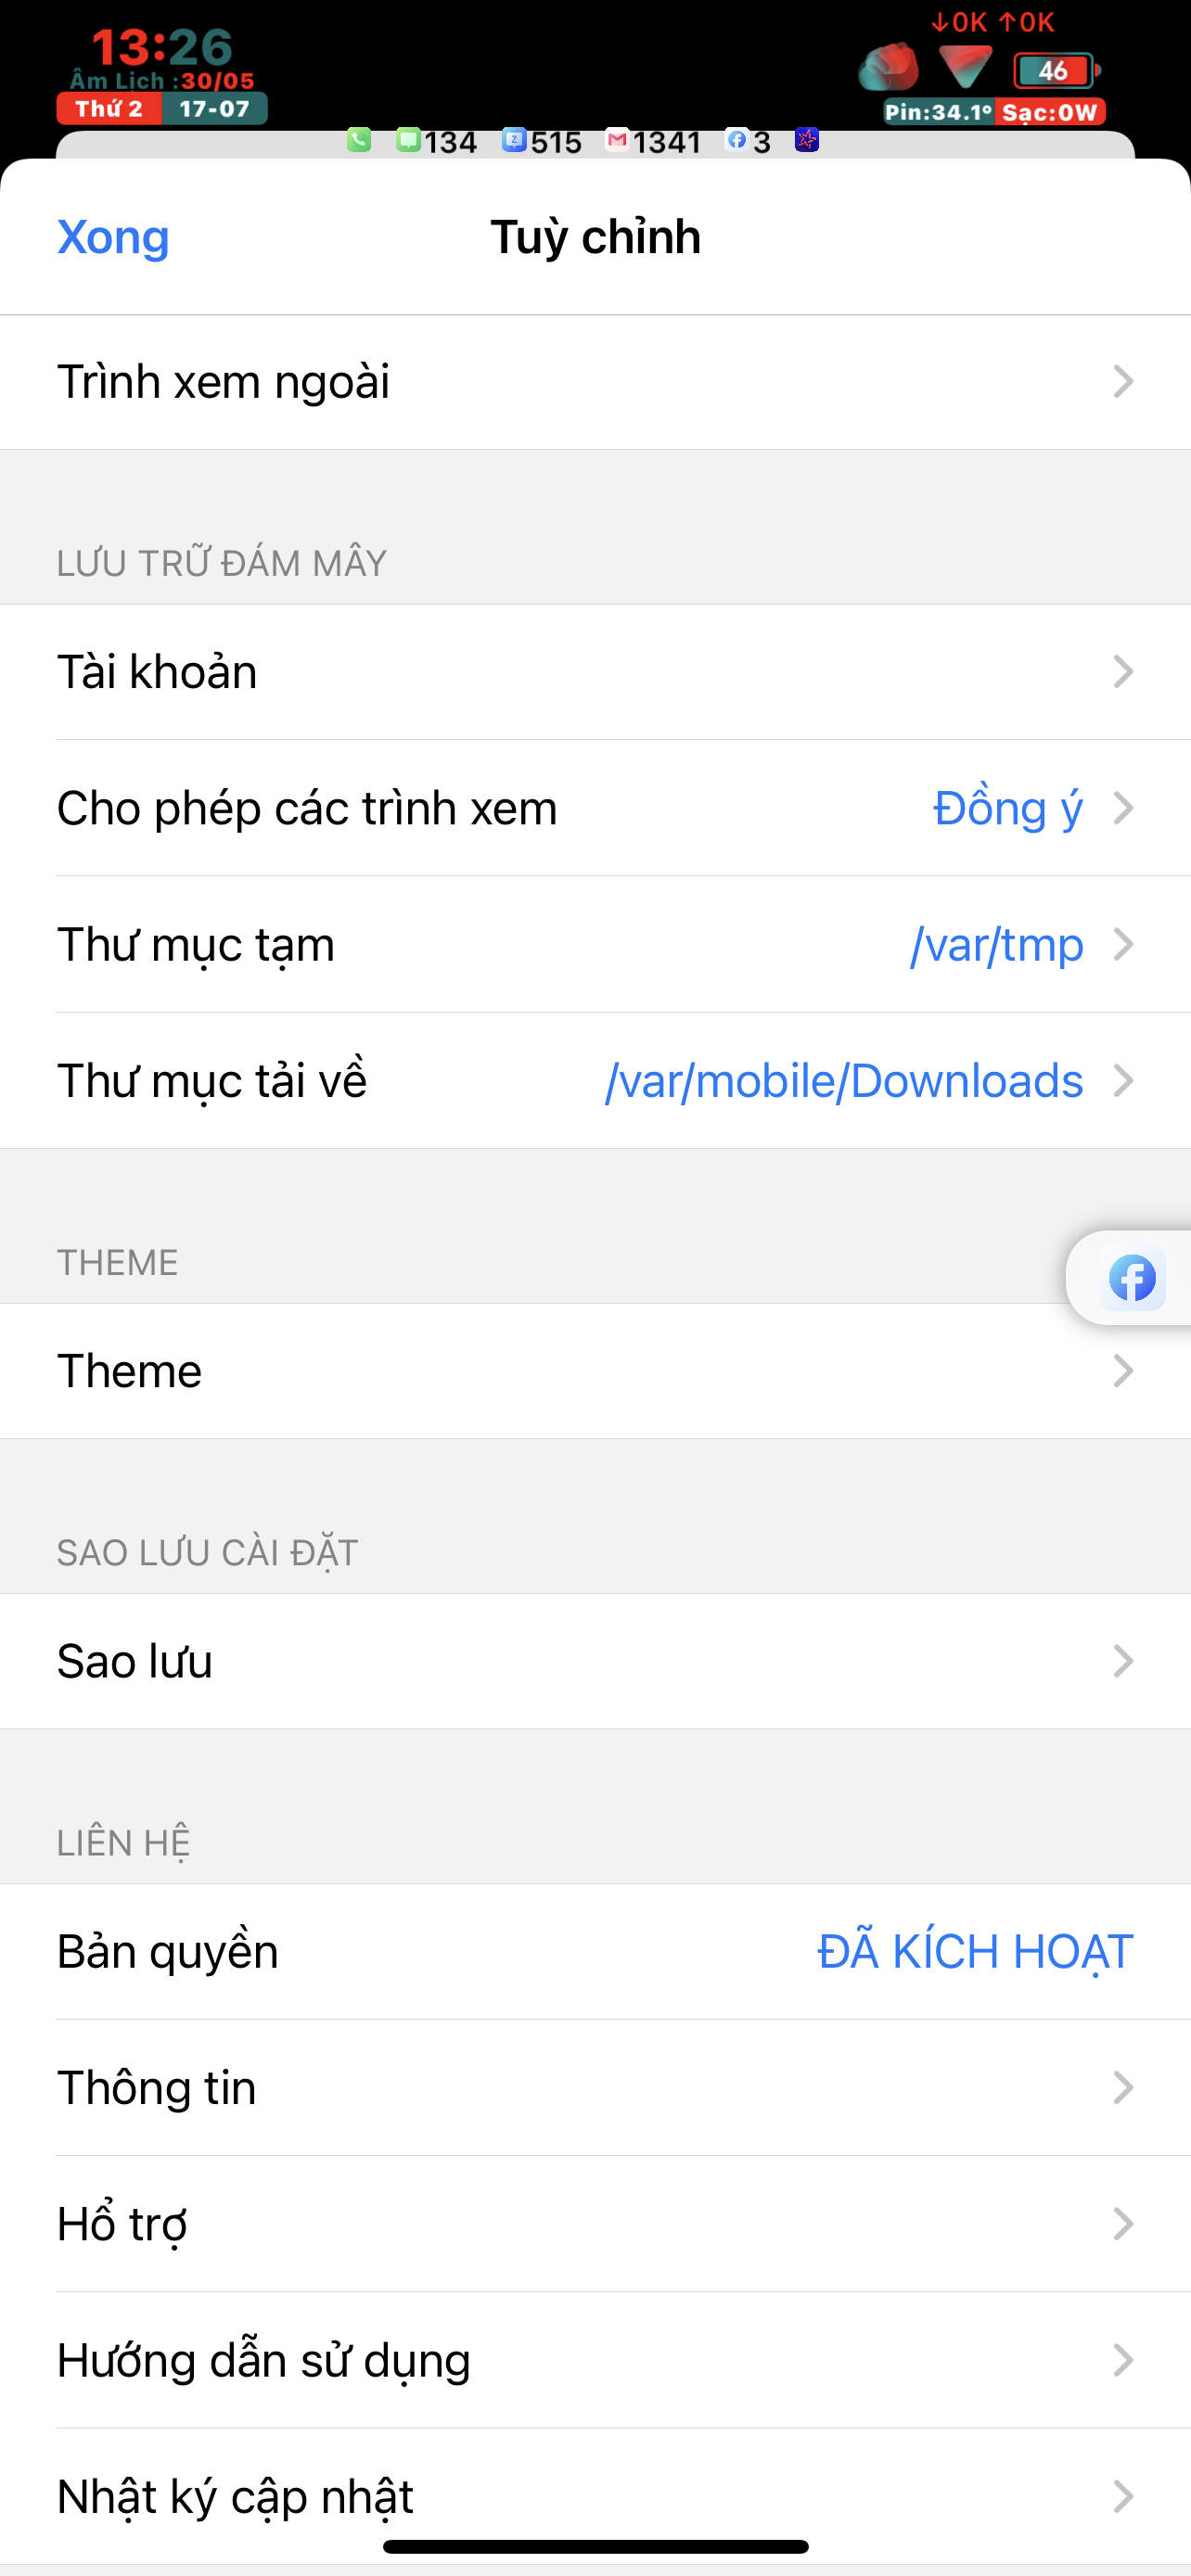 ↓0K ↑0K
13:26
Âm Lịch :30/05
Thứ 2 17-07
46
Pin:34.1° Sạc:0W
134 515 1341 3
Xong Tuỳ chỉnh
Trình xem ngoài
LƯU TRỮ ĐÁM MÂY
Tài khoản
Cho phép các trình xem Đồng ý
Thư mục tạm /var/tmp
Thư mục tải về /var/mobile/Downloads
THEME
Theme
SAO LƯU CÀI ĐẶT
Sao lưu
LIÊN HỆ
Bản quyền ĐÃ KÍCH HOẠT
Thông tin
Hổ trợ
Hướng dẫn sử dụng
Nhật ký cập nhật